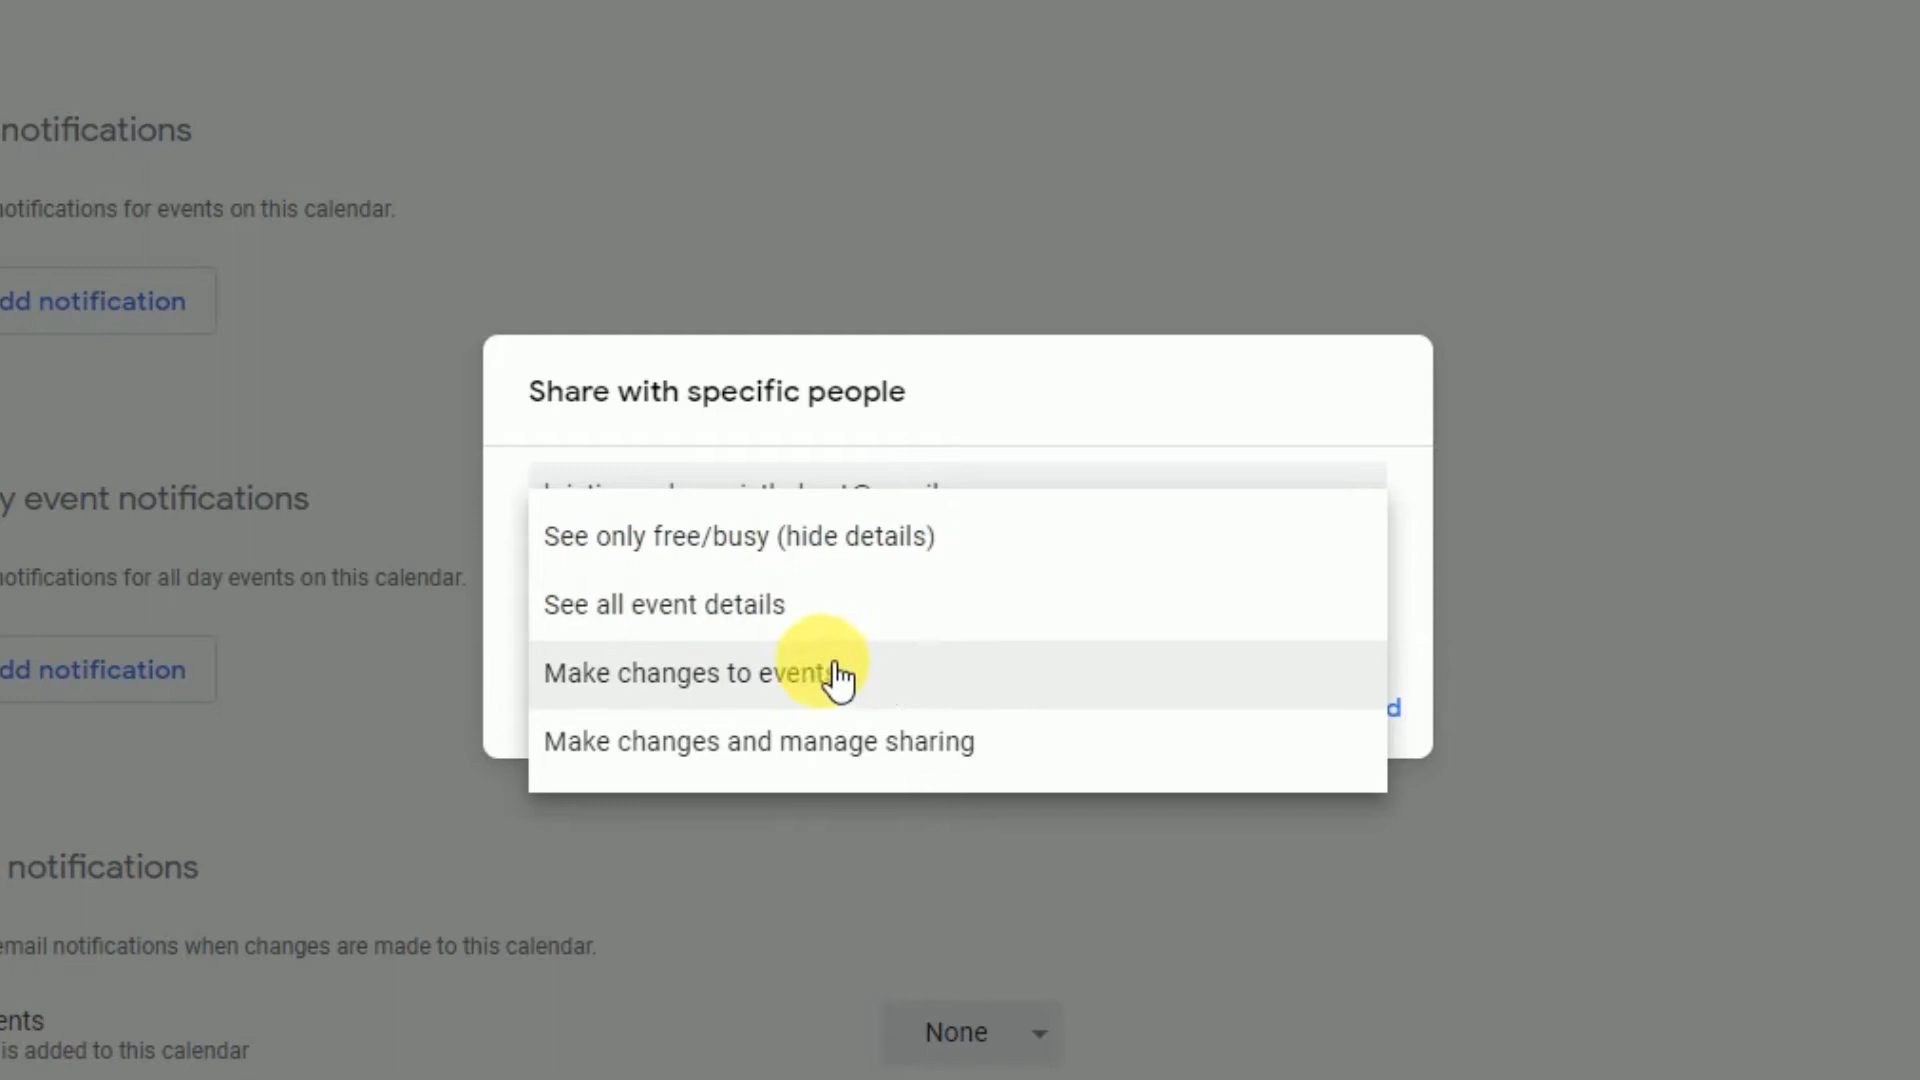 notifications
notifications for events on this calendar.
dd notification
Share with specific people
y event notifications
See only free/busy (hide details)
notifications for all day events on this calendar.
See all event details
dd notification
Make changes to events
d
Make changes and manage sharing
notifications
email notifications when changes are made to this calendar.
ents
is added to this calendar
None